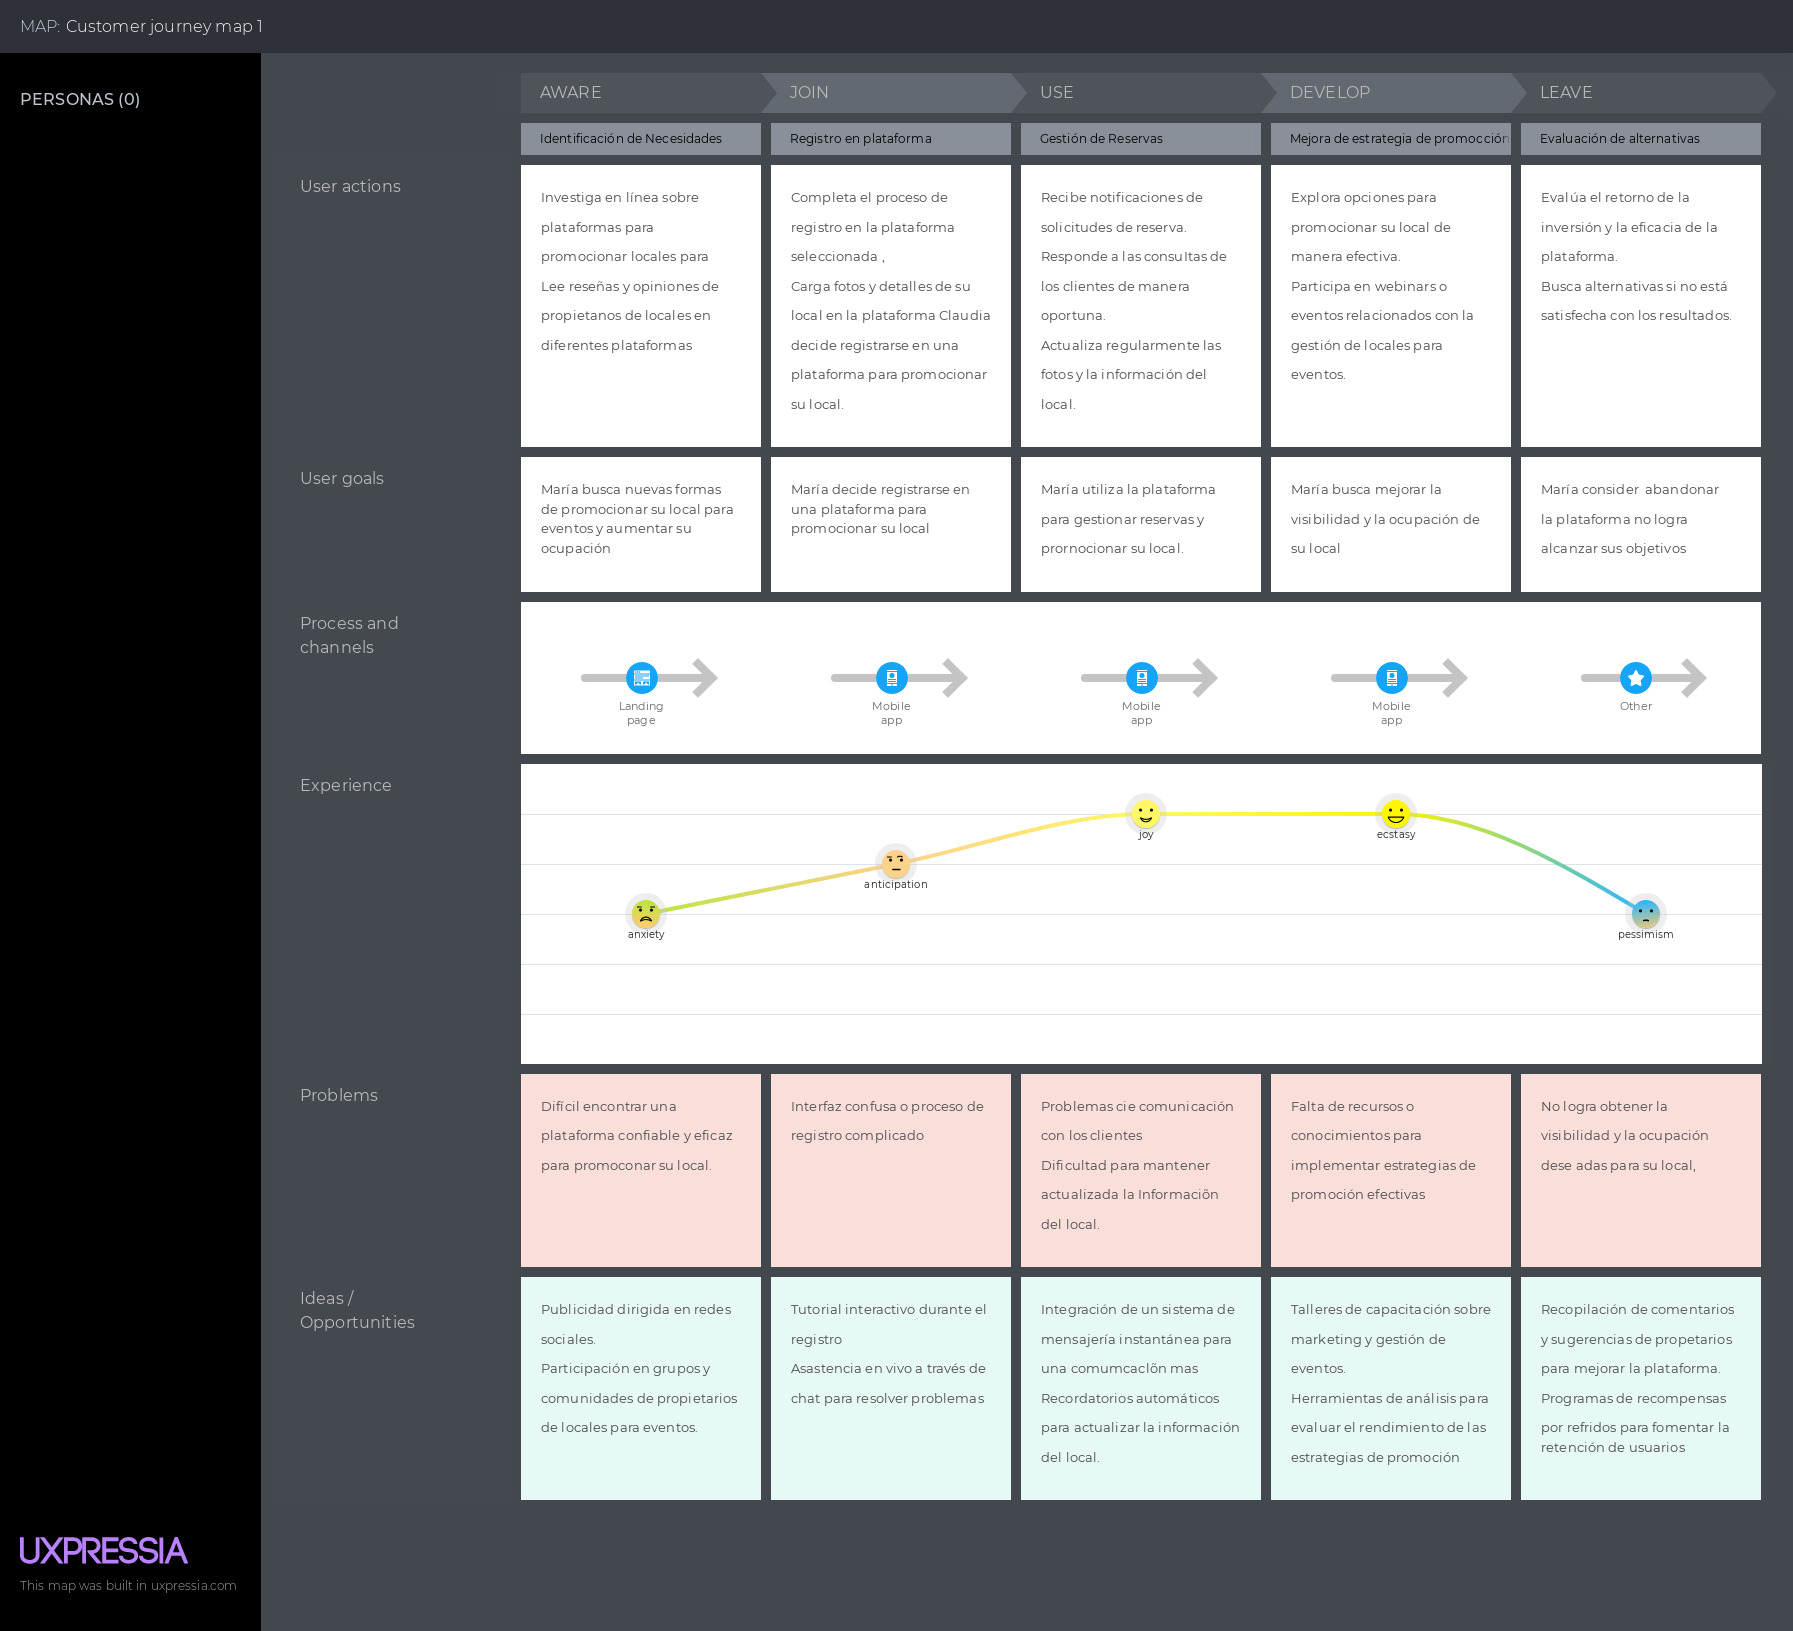 MAP: Customer journey map 1
PERSONAS (0)
AWARE
JOIN
USE
DEVELOP
LEAVE
Identificación de Necesidades
Registro en plataforma
Gestión de Reservas
Mejora de estrategia de promocción
Evaluación de alternativas
User actions
Investiga en línea sobre
plataformas para
promocionar locales para
Lee reseñas y opiniones de
propietanos de locales en
diferentes plataformas
Completa el proceso de
registro en la plataforma
seleccionada ,
Carga fotos y detalles de su
local en la plataforma Claudia
decide registrarse en una
plataforma para promocionar
su local.
Recibe notificaciones de
solicitudes de reserva.
Responde a las consultas de
los clientes de manera
oportuna.
Actualiza regularmente las
fotos y la información del
local.
Explora opciones para
promocionar su local de
manera efectiva.
Participa en webinars o
eventos relacionados con la
gestión de locales para
eventos.
Evalúa el retorno de la
inversión y la eficacia de la
plataforma.
Busca alternativas si no está
satisfecha con los resultados.
User goals
María busca nuevas formas
de promocionar su local para
eventos y aumentar su
ocupación
María decide registrarse en
una plataforma para
promocionar su local
María utiliza la plataforma
para gestionar reservas y
prornocionar su local.
María busca mejorar la
visibilidad y la ocupación de
su local
María consider abandonar
la plataforma no logra
alcanzar sus objetivos
Process and
channels
Landing
page
Mobile
app
Mobile
app
Mobile
app
Other
Experience
anxiety
anticipation
joy
ecstasy
pessimism
Problems
Difícil encontrar una
plataforma confiable y eficaz
para promoconar su local.
Interfaz confusa o proceso de
registro complicado
Problemas cie comunicación
con los clientes
Dificultad para mantener
actualizada la Informaciõn
del local.
Falta de recursos o
conocimientos para
implementar estrategias de
promoción efectivas
No logra obtener la
visibilidad y la ocupación
dese adas para su local,
Ideas /
Opportunities
Publicidad dirigida en redes
sociales.
Participación en grupos y
comunidades de propietarios
de locales para eventos.
Tutorial interactivo durante el
registro
Asastencia en vivo a través de
chat para resolver problemas
Integración de un sistema de
mensajería instantánea para
una comumcaclõn mas
Recordatorios automáticos
para actualizar la información
del local.
Talleres de capacitación sobre
marketing y gestión de
eventos.
Herramientas de análisis para
evaluar el rendimiento de las
estrategias de promoción
Recopilación de comentarios
y sugerencias de propetarios
para mejorar la plataforma.
Programas de recompensas
por refridos para fomentar la
retención de usuarios
UXPRESSIA
This map was built in uxpressia.com